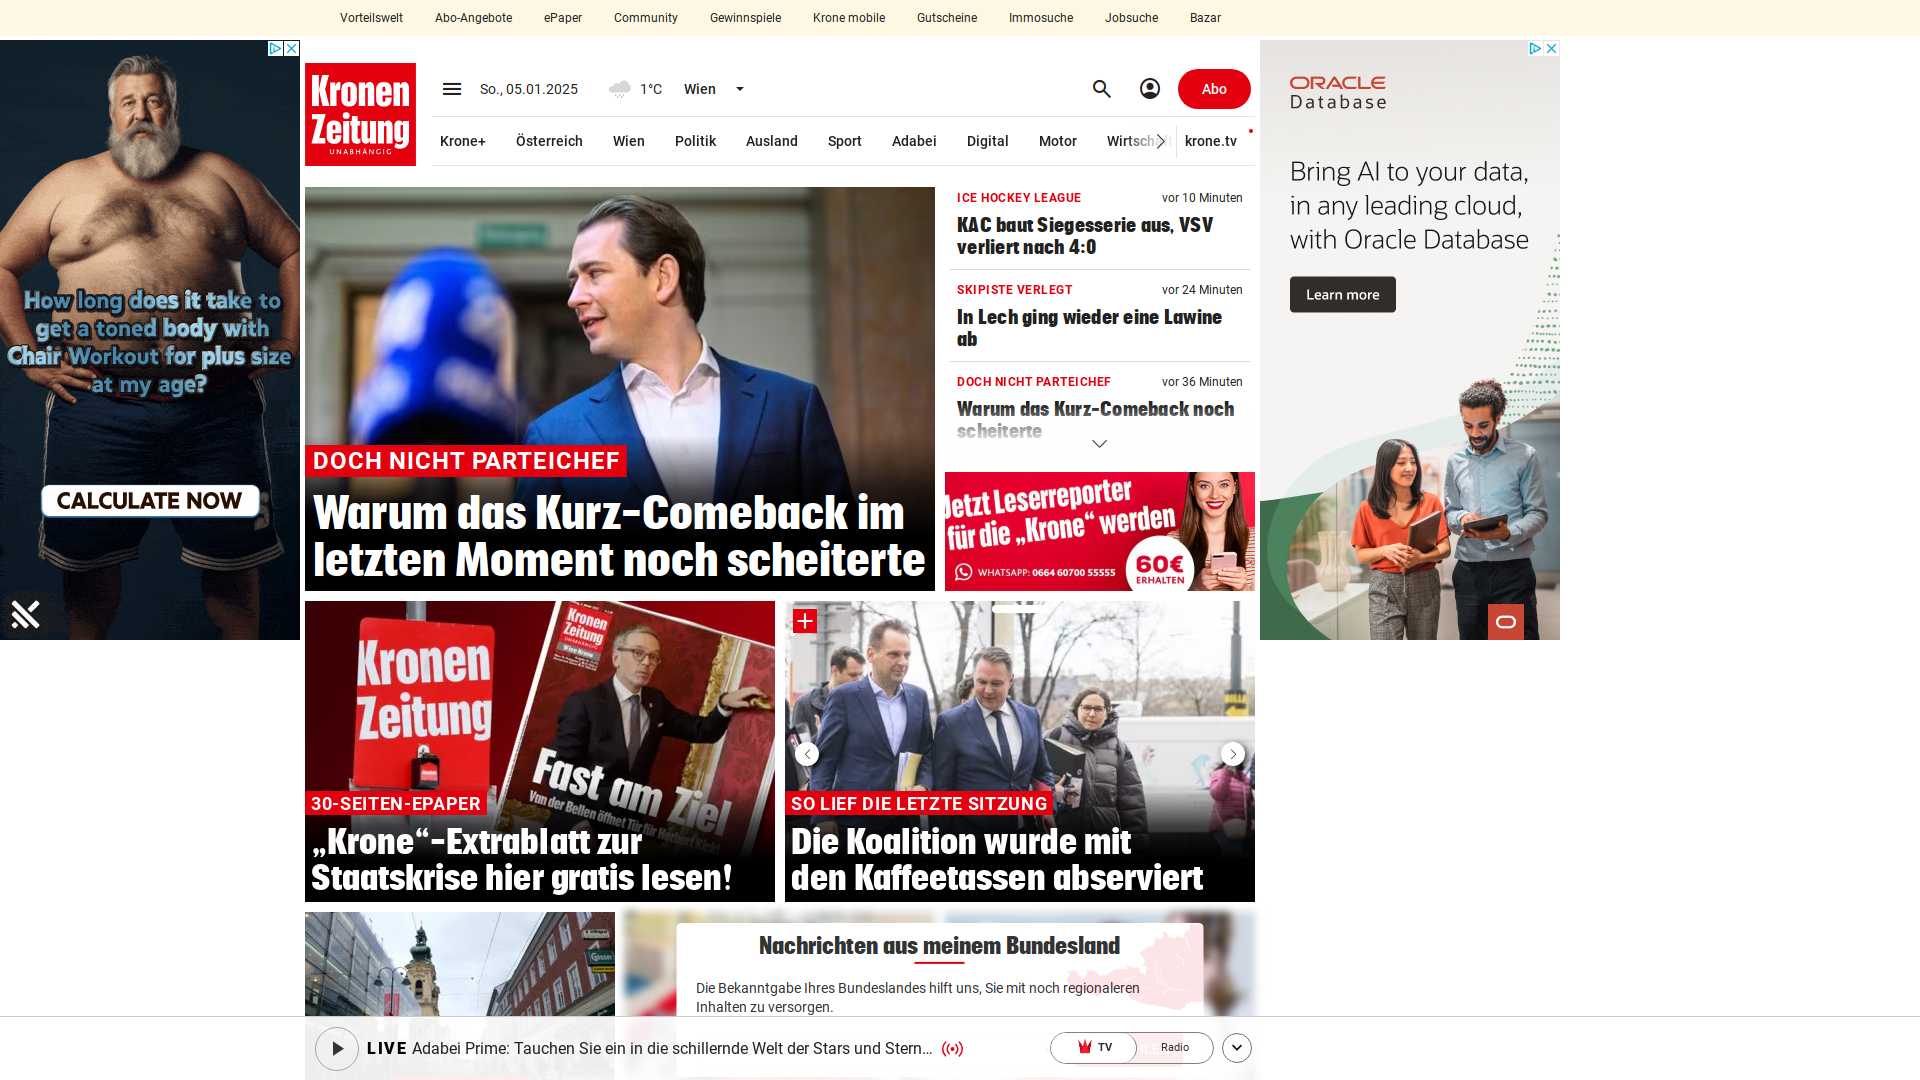 Vorteilswelt
Abo-Angebote
ePaper
Community
Gewinnspiele
Krone mobile
Gutscheine
Immosuche
Jobsuche
Bazar
Kronen
Zeitung
UNABHÄNGIG
So., 05.01.2025
1°C
Wien
Abo
Krone+
Österreich
Wien
Politik
Ausland
Sport
Adabei
Digital
Motor
Wirtschaft
krone.tv
How long does it take to
get a toned body with
Chair Workout for plus size
at my age?
CALCULATE NOW
DOCH NICHT PARTEICHEF
Warum das Kurz-Comeback im
letzten Moment noch scheiterte
ICE HOCKEY LEAGUE
vor 10 Minuten
KAC baut Siegesserie aus, VSV
verliert nach 4:0
SKIPISTE VERLEGT
vor 24 Minuten
In Lech ging wieder eine Lawine
ab
DOCH NICHT PARTEICHEF
vor 36 Minuten
Warum das Kurz-Comeback noch
scheiterte
Jetzt Leserreporter
für die „Krone“ werden
WHATSAPP: 0664 60700 55555
60€
ERHALTEN
ORACLE
Database
Bring AI to your data,
in any leading cloud,
with Oracle Database
Learn more
Kronen
Zeitung
Kronen
Zeitung
UNABHÄNGIG
Fast am Ziel
Van der Bellen öffnet Tür für Herbert Kickl
30-SEITEN-EPAPER
„Krone“-Extrablatt zur
Staatskrise hier gratis lesen!
SO LIEF DIE LETZTE SITZUNG
Die Koalition wurde mit
den Kaffeetassen observiert
Nachrichten aus meinem Bundesland
Die Bekanntgabe Ihres Bundeslandes hilft uns, Sie mit noch regionaleren
Inhalten zu versorgen.
LIVE Adabei Prime: Tauchen Sie ein in die schillernde Welt der Stars und Stern...
TV
Radio